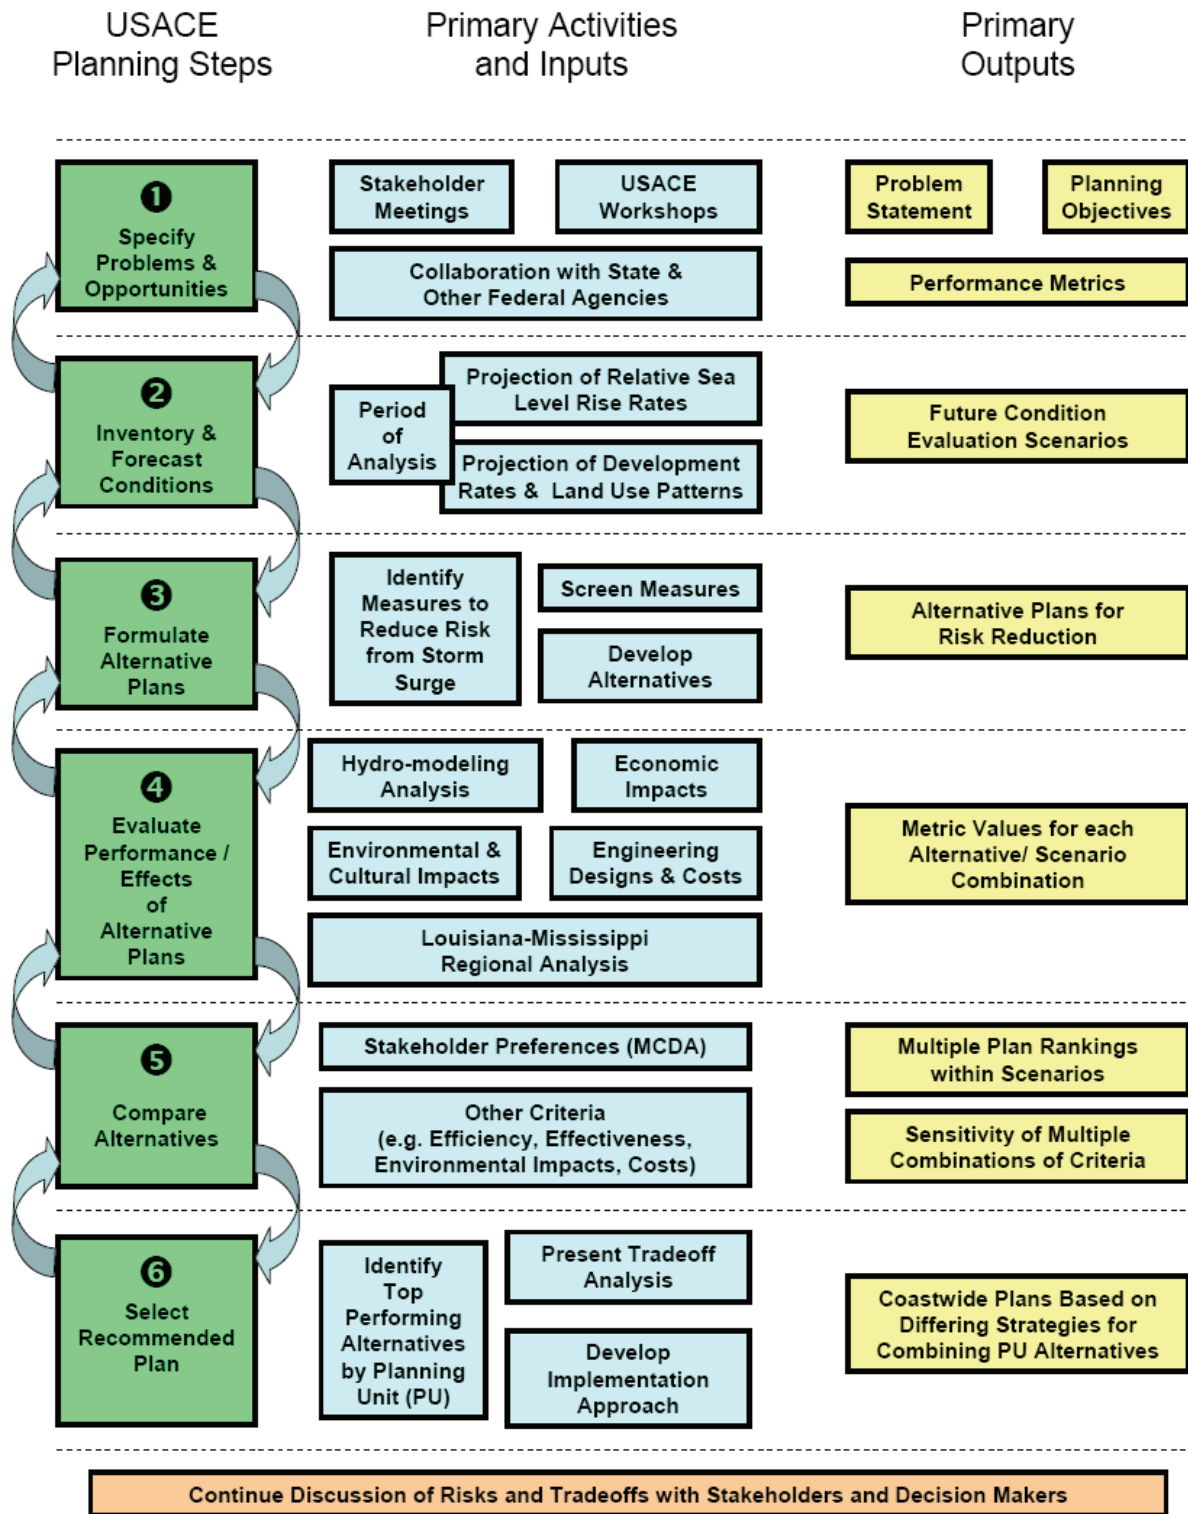 USACE
Planning Steps
Primary Activities
and Inputs
Primary
Outputs
❶
Specify
Problems &
Opportunities
Stakeholder
Meetings
USACE
Workshops
Collaboration with State &
Other Federal Agencies
Problem
Statement
Planning
Objectives
Performance Metrics
❷
Inventory &
Forecast
Conditions
Period
of
Analysis
Projection of Relative Sea
Level Rise Rates
Projection of Development
Rates & Land Use Patterns
Future Condition
Evaluation Scenarios
❸
Formulate
Alternative
Plans
Identify
Measures to
Reduce Risk
from Storm
Surge
Screen Measures
Develop
Alternatives
Alternative Plans for
Risk Reduction
❹
Evaluate
Performance /
Effects
of
Alternative
Plans
Hydro-modeling
Analysis
Economic
Impacts
Environmental &
Cultural Impacts
Engineering
Designs & Costs
Louisiana-Mississippi
Regional Analysis
Metric Values for each
Alternative/ Scenario
Combination
❺
Compare
Alternatives
Stakeholder Preferences (MCDA)
Other Criteria
(e.g. Efficiency, Effectiveness,
Environmental Impacts, Costs)
Multiple Plan Rankings
within Scenarios
Sensitivity of Multiple
Combinations of Criteria
❻
Select
Recommended
Plan
Identify
Top
Performing
Alternatives
by Planning
Unit (PU)
Present Tradeoff
Analysis
Develop
Implementation
Approach
Coastwide Plans Based on
Differing Strategies for
Combining PU Alternatives
Continue Discussion of Risks and Tradeoffs with Stakeholders and Decision Makers